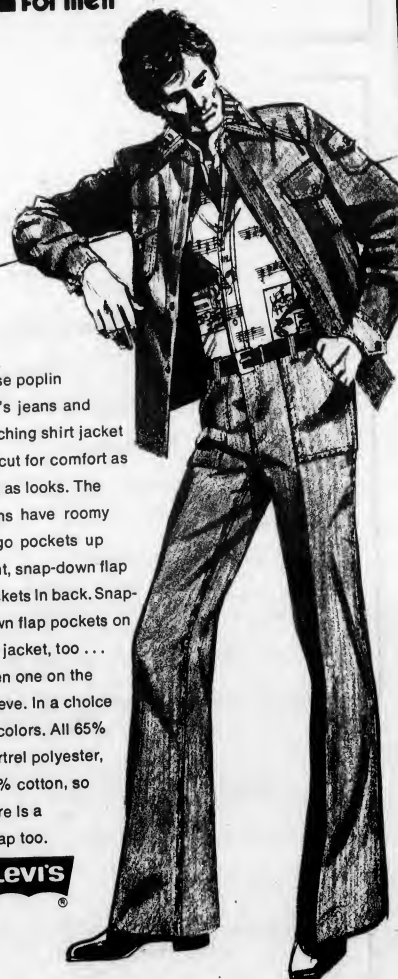 For men
se poplin
's jeans and
ching shirt jacket
cut for comfort as
as looks. The
ns have roomy
go pockets up
t, snap-down flap
kets in back. Snap-
wn flap pockets on
jacket, too ...
en one on the
eve. In a choice
colors. All 65%
rtrel polyester,
% cotton, so
re is a
ap too.
Levi's
®